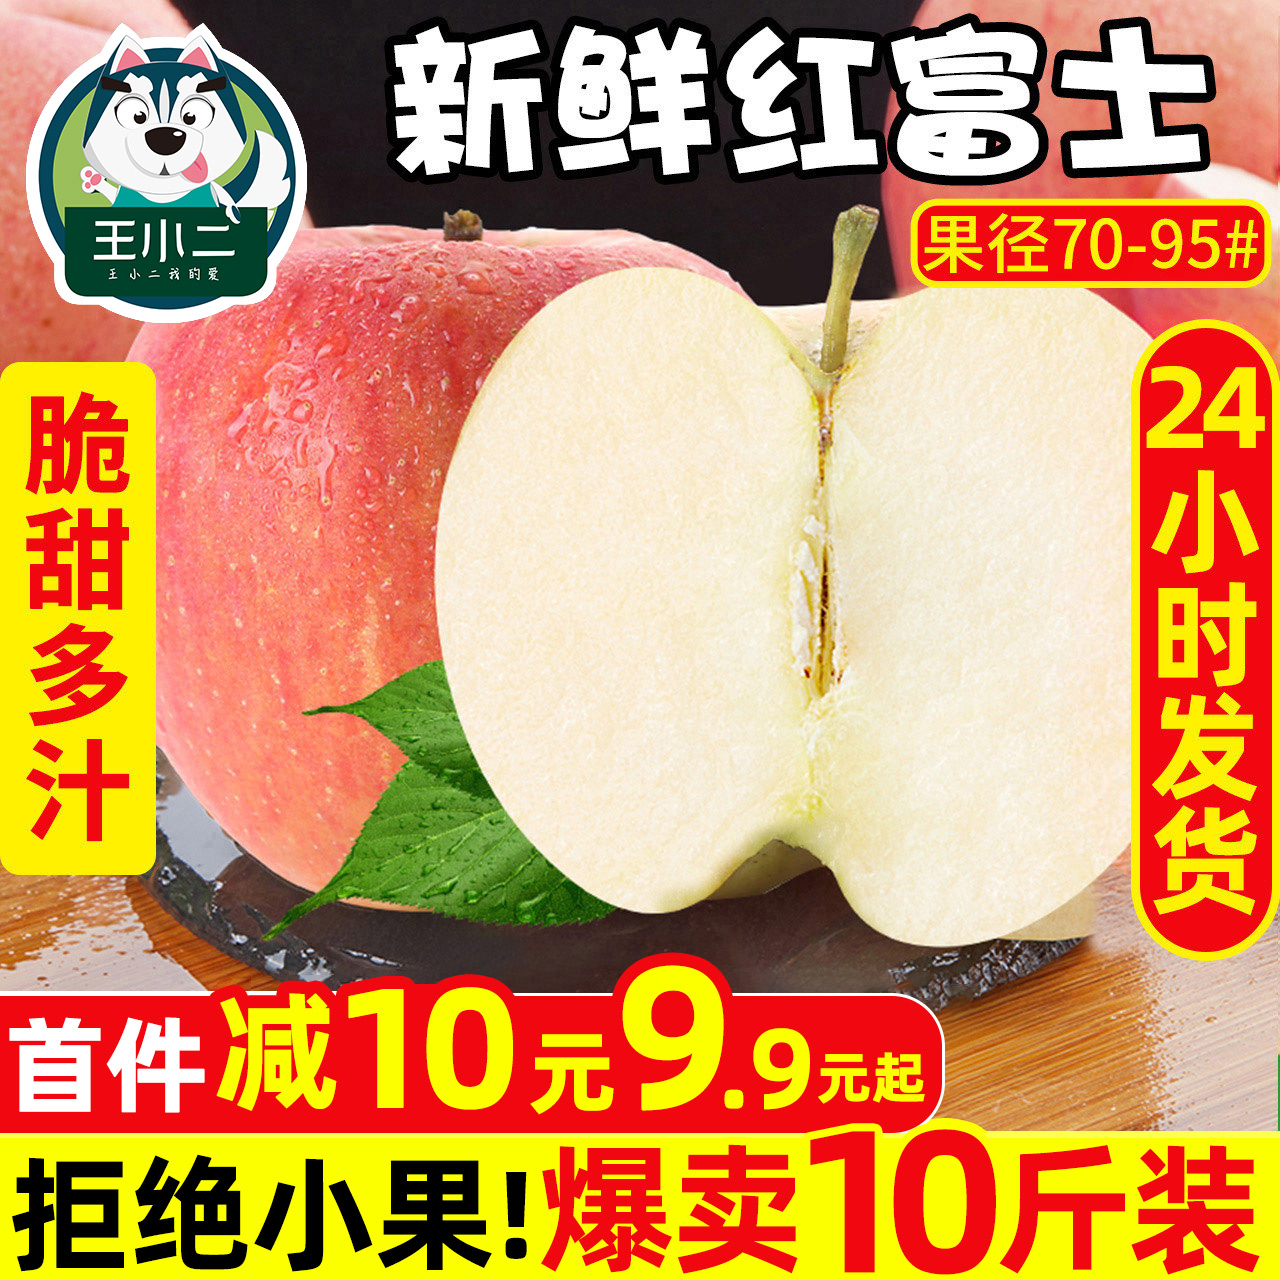 新鲜红富士
王小二
王小二我的爱
果径70-95#
脆甜多汁
24小时发货
首件减10元9.9元起
拒绝小果!爆卖10斤装